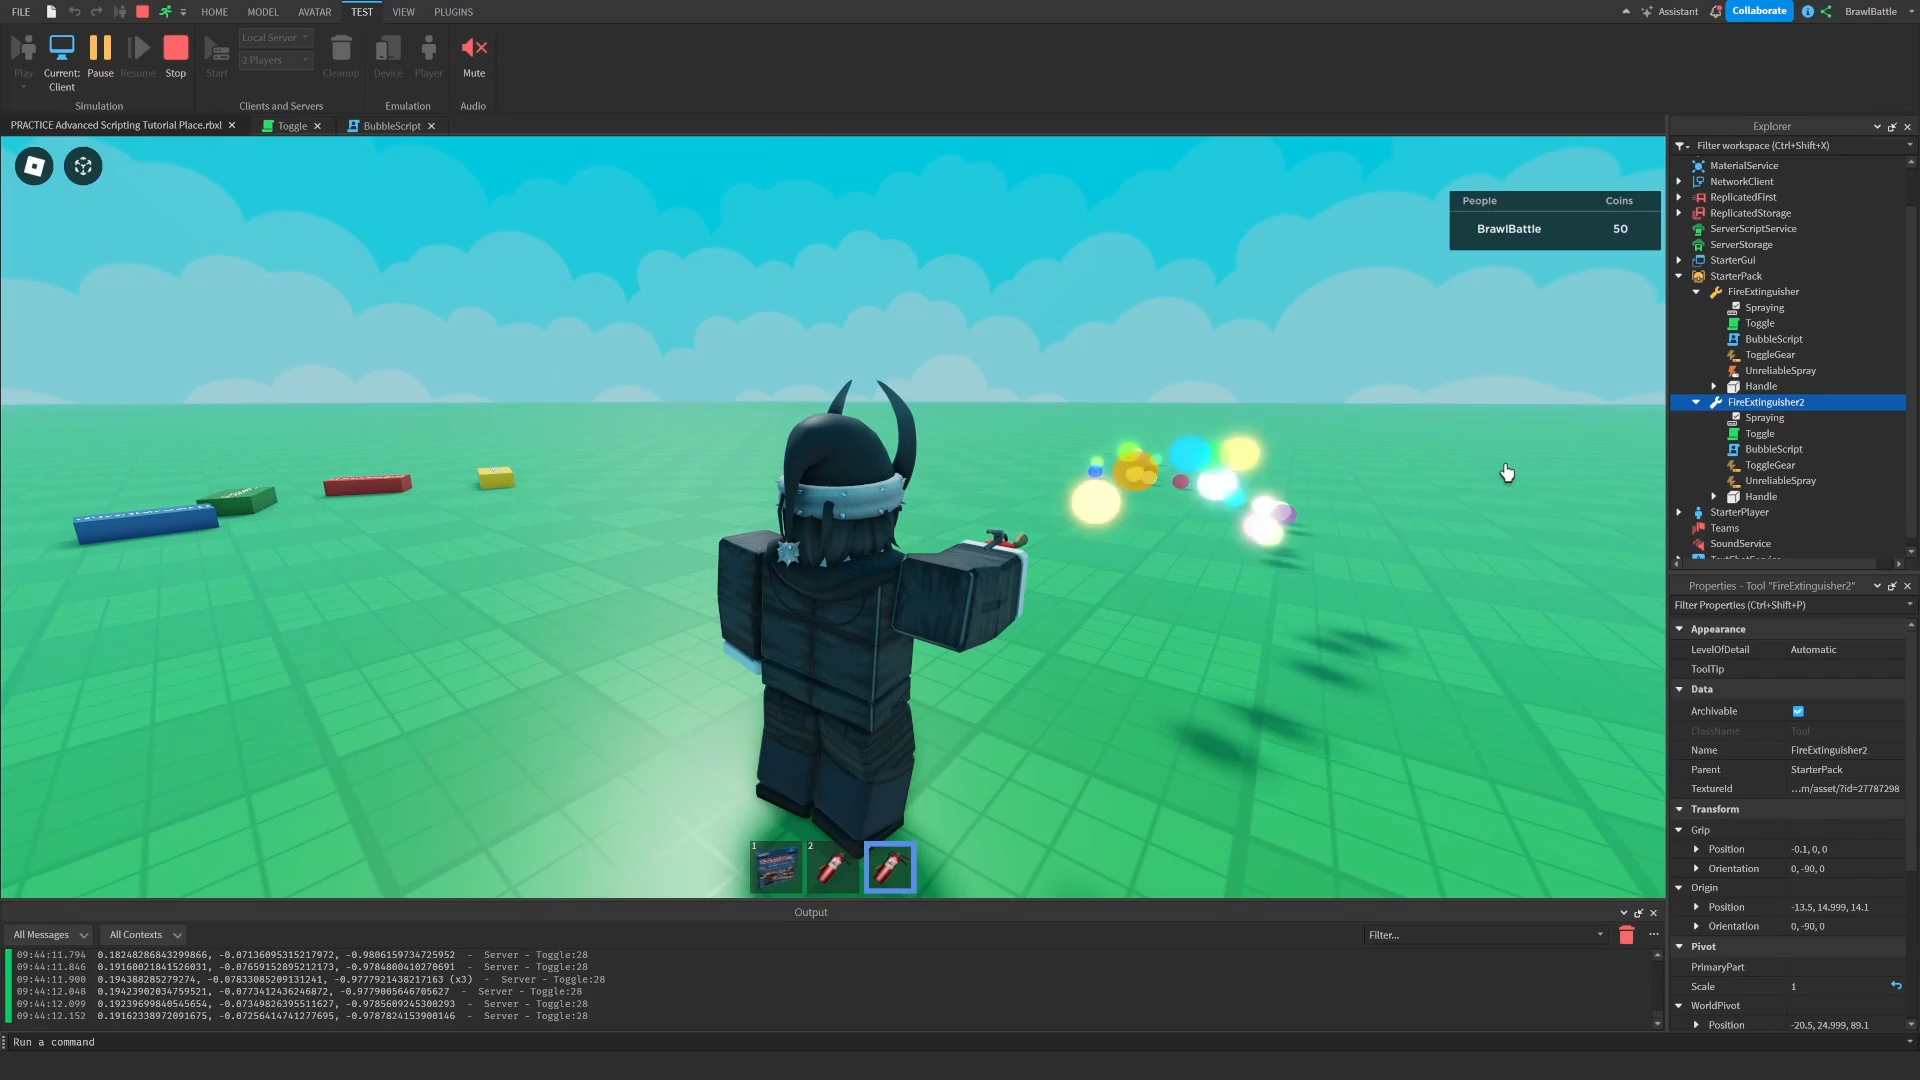 FILE HOME MODEL AVATAR TEST VIEW PLUGINS Assistant Collaborate BrawlBattle
Play Current: Client Pause Resume Stop Start Local Server 2 Players Cleanup Device Player Mute
Simulation Clients and Servers Emulation Audio
PRACTICE Advanced Scripting Tutorial Place.rbxl Toggle BubbleScript
People Coins
BrawlBattle 50
1 2
Explorer
Filter workspace (Ctrl+Shift+X)
MaterialService
NetworkClient
ReplicatedFirst
ReplicatedStorage
ServerScriptService
ServerStorage
StarterGui
StarterPack
FireExtinguisher
Spraying
Toggle
BubbleScript
ToggleGear
UnreliableSpray
Handle
FireExtinguisher2
Spraying
Toggle
BubbleScript
ToggleGear
UnreliableSpray
Handle
StarterPlayer
Teams
SoundService
Properties - Tool "FireExtinguisher2"
Filter Properties (Ctrl+Shift+P)
Appearance
LevelOfDetail Automatic
ToolTip
Data
Archivable
ClassName Tool
Name FireExtinguisher2
Parent StarterPack
TextureId ...m/asset/?id=27787298
Transform
Grip
Position -0.1, 0, 0
Orientation 0, -90, 0
Origin
Position -13.5, 14.999, 14.1
Orientation 0, -90, 0
Pivot
PrimaryPart
Scale 1
WorldPivot
Position -20.5, 24.999, 89.1
Output
All Messages All Contexts Filter...
09:44:11.794 0.18248286843299866, -0.07136095315217972, -0.9806159734725952 - Server - Toggle:28
09:44:11.846 0.19160021841526031, -0.07659152895212173, -0.9784800410270691 - Server - Toggle:28
09:44:11.900 0.194388285279274, -0.07833085209131241, -0.9777921438217163 (x3) - Server - Toggle:28
09:44:12.048 0.19423902034759521, -0.0773412436246872, -0.9779005646705627 - Server - Toggle:28
09:44:12.099 0.19239699840545654, -0.07349826395511627, -0.9785609245300293 - Server - Toggle:28
09:44:12.152 0.19162338972091675, -0.07256414741277695, -0.9787824153900146 - Server - Toggle:28
Run a command